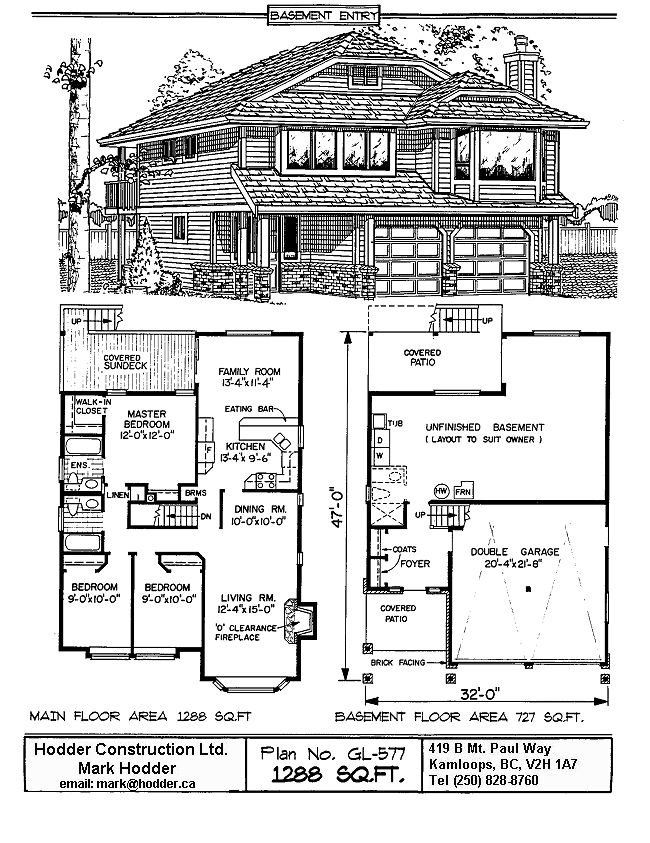 BASEMENT ENTRY
UP
COVERED
SUNDECK
FAMILY ROOM
13'-4"x11'-4"
WALK-IN
CLOSET
MASTER
BEDROOM
12'-0"x12'-0"
EATING BAR
KITCHEN
13'-4"x 9'-6"
F
ENS.
LINEN
BRMS
DN
DINING RM.
10'-0"x10'-0"
BEDROOM
9'-0"x10'-0"
BEDROOM
9'-0"x10'-0"
LIVING RM.
12'-4"x 15'-0"
'O' CLEARANCE
FIREPLACE
MAIN FLOOR AREA 1288 SQ.FT
UP
COVERED
PATIO
TUB
D
W
UNFINISHED BASEMENT
( LAYOUT TO SUIT OWNER )
HW
FRN
47'-0"
UP
COATS
FOYER
DOUBLE GARAGE
20'-4"x21'-8"
COVERED
PATIO
BRICK FACING
32'-0"
BASEMENT FLOOR AREA 727 SQ.FT.
Hodder Construction Ltd.
Mark Hodder
email: mark@hodder.ca
Plan No. GL-577
1288 SQ.FT.
419 B Mt. Paul Way
Kamloops, BC, V2H 1A7
Tel (250) 828-8760